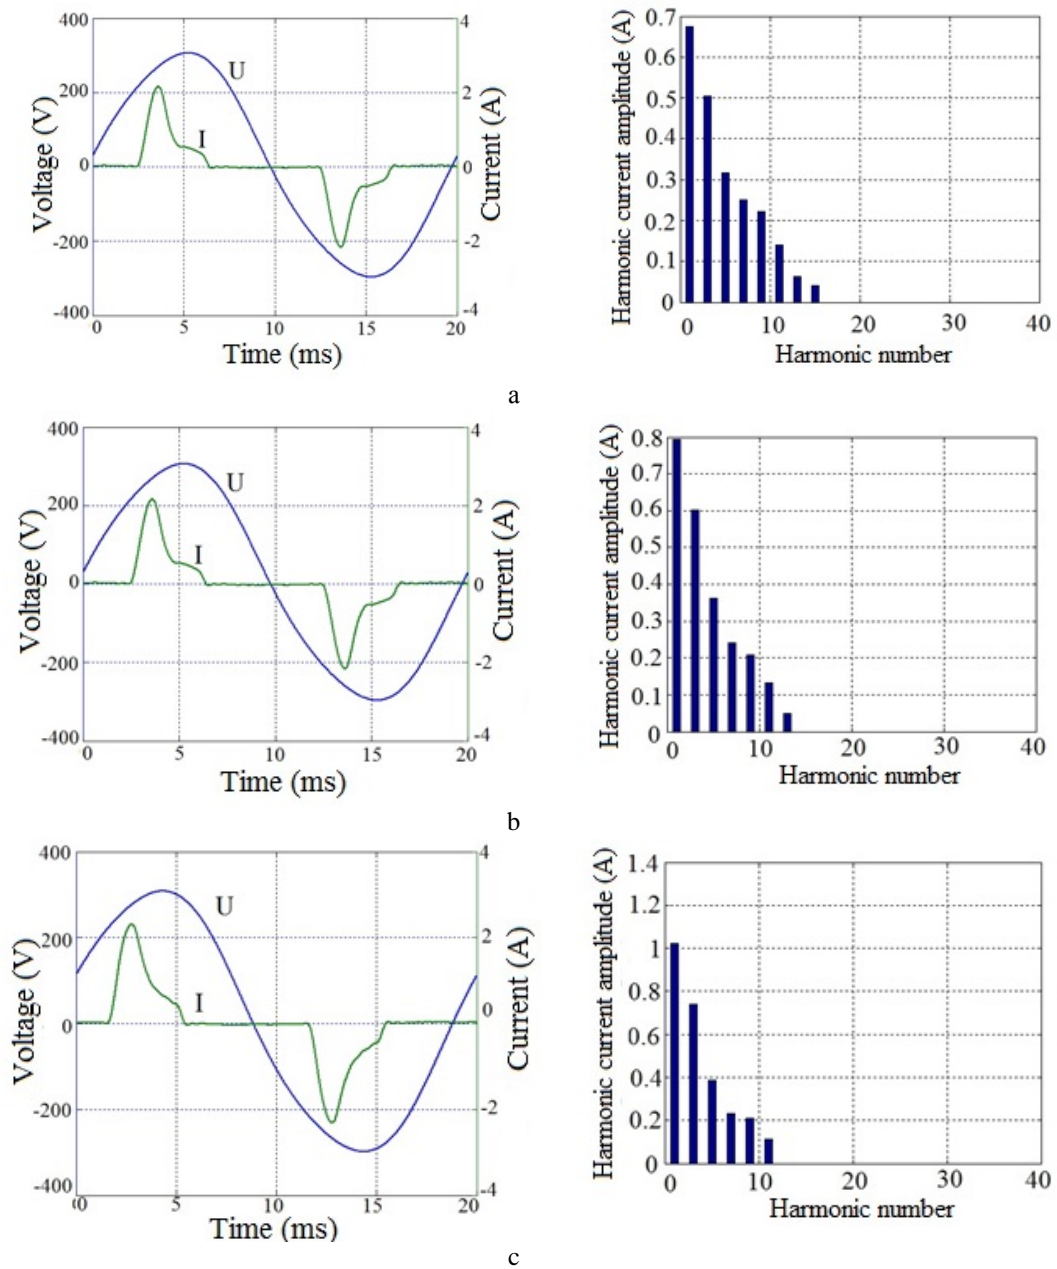 400
200
0
-200
-400
Voltage (V)
U
I
4
2
0
-2
-4
Current (A)
0 5 10 15 20
Time (ms)
0.7
0.6
0.5
0.4
0.3
0.2
0.1
0
Harmonic current amplitude (A)
0 10 20 30 40
Harmonic number
a
400
200
0
-200
-400
Voltage (V)
U
I
4
2
0
-2
-4
Current (A)
0 5 10 15 20
Time (ms)
0.8
0.7
0.6
0.5
0.4
0.3
0.2
0.1
0
Harmonic current amplitude (A)
0 10 20 30 40
Harmonic number
b
400
200
0
-200
-400
Voltage (V)
U
I
4
2
0
-2
-4
Current (A)
0 5 10 15 20
Time (ms)
1.4
1.2
1
0.8
0.6
0.4
0.2
0
Harmonic current amplitude (A)
0 10 20 30 40
Harmonic number
c